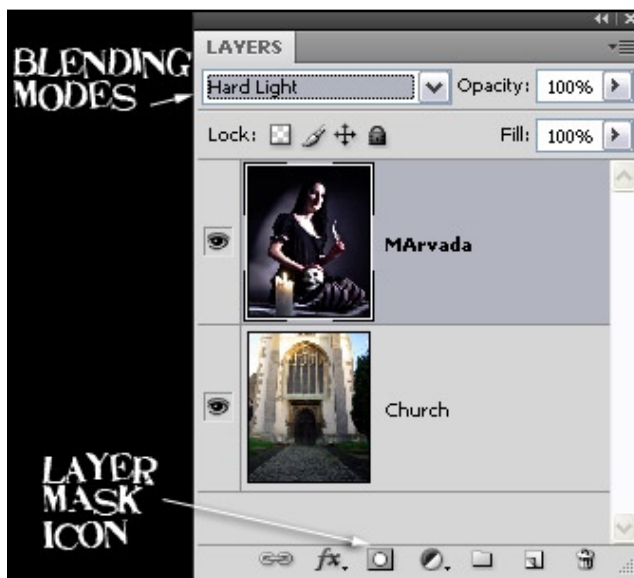 LAYERS
BLENDING
MODES
Hard Light Opacity: 100%
Lock: Fill: 100%
MArvada
Church
LAYER
MASK
ICON
fx.